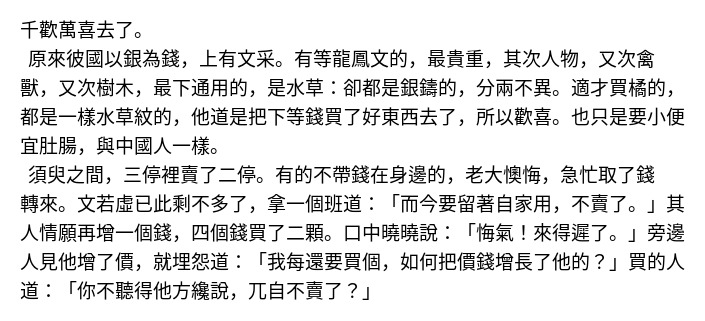 千歡萬喜去了。
原來彼國以銀為錢，上有文采。有等龍鳳文的，最貴重，其次人物，又次禽
獸，又次樹木，最下通用的，是水草：卻都是銀鑄的，分兩不異。適才買橘的，
都是一樣水草紋的，他道是把下等錢買了好東西去了，所以歡喜。也只是要小便
宜肚腸，與中國人一樣。
須臾之間，三停裡賣了二停。有的不帶錢在身邊的，老大懊悔，急忙取了錢
轉來。文若虛已此剩不多了，拿一個班道：「而今要留著自家用，不賣了。」其
人情願再增一個錢，四個錢買了二顆。口中曉曉說：「悔氣！來得遲了。」旁邊
人見他增了價，就埋怨道：「我每還要買個，如何把價錢增長了他的？」買的人
道：「你不聽得他方纔說，兀自不賣了？」